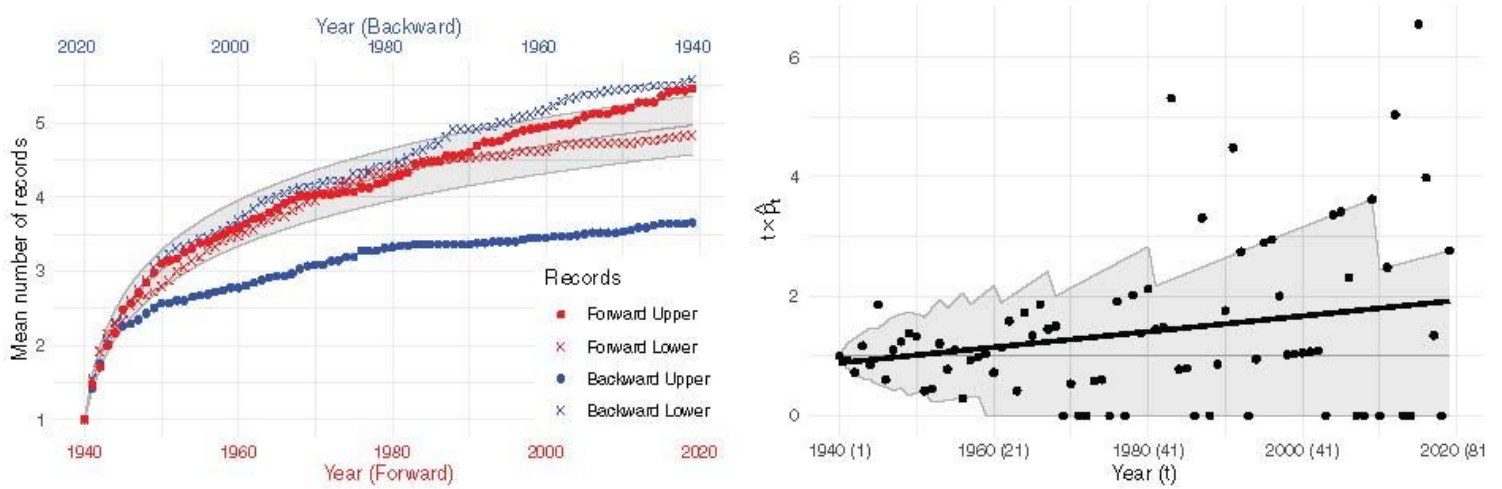 Year (Backward)
2020 2000 1980 1960 1940
Mean number of records
5
4
3
2
1
Records
Forward Upper
Forward Lower
Backward Upper
Backward Lower
1940 1960 1980 2000 2020
Year (Forward)
t × p̂t
6
4
2
0
1940 (1) 1960 (21) 1980 (41) 2000 (41) 2020 (81
Year (t)